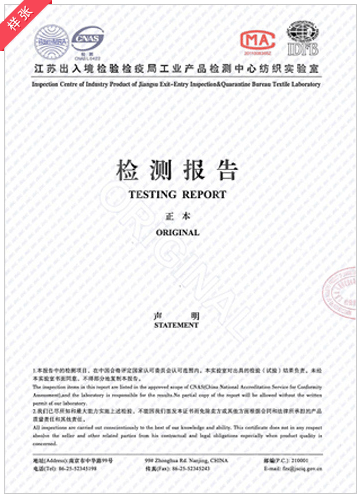 样张
ilac-MRA
CNAS
检测
CMA
IDFB
江苏出入境检验检疫局工业产品检测中心纺织实验室
Inspection Centre of Industry Product of Jiangsu Exit-Entry Inspection&Quarantine Bureau Textile Laboratory
检测报告
TESTING REPORT
正本
ORIGINAL
ORIGINAL
声明
STATEMENT
1.本报告中的检测项目，在中国合格评定国家认可委员会认可范围内。本实验室对出具的检验（试验）结果负责。未经
本实验室书面同意，不得部分地复制本报告。
The inspection items in this report are listed in the approved scope of CNAS(China National Accreditation Service for Conformity
Assessment),and the laboratory is responsible for the results.No partial copy of the report will be allowed without the written
permit of our laboratory.
2.我们已尽所知和最大能力实施上述检验，不能因我们签发本证书而免除卖方或其他方面根据合同和法律所承担的产品
质量责任和其他责任。
All inspections are carried out conscientiously to the best of our knowledge and ability. This certificate does not in any respect
absolve the seller and other related parties from his contractual and legal obligations especially when product quality is
concerned.
地址(Address): 南京市中华路99号 99# Zhonghua Rd. Nanjing, CHINA 邮编(P.C.) 210001
电话(Tel): 86-25-52345198 传真(Fax): 86-25-52345243 E-mail: fzs@jsciq.gov.cn